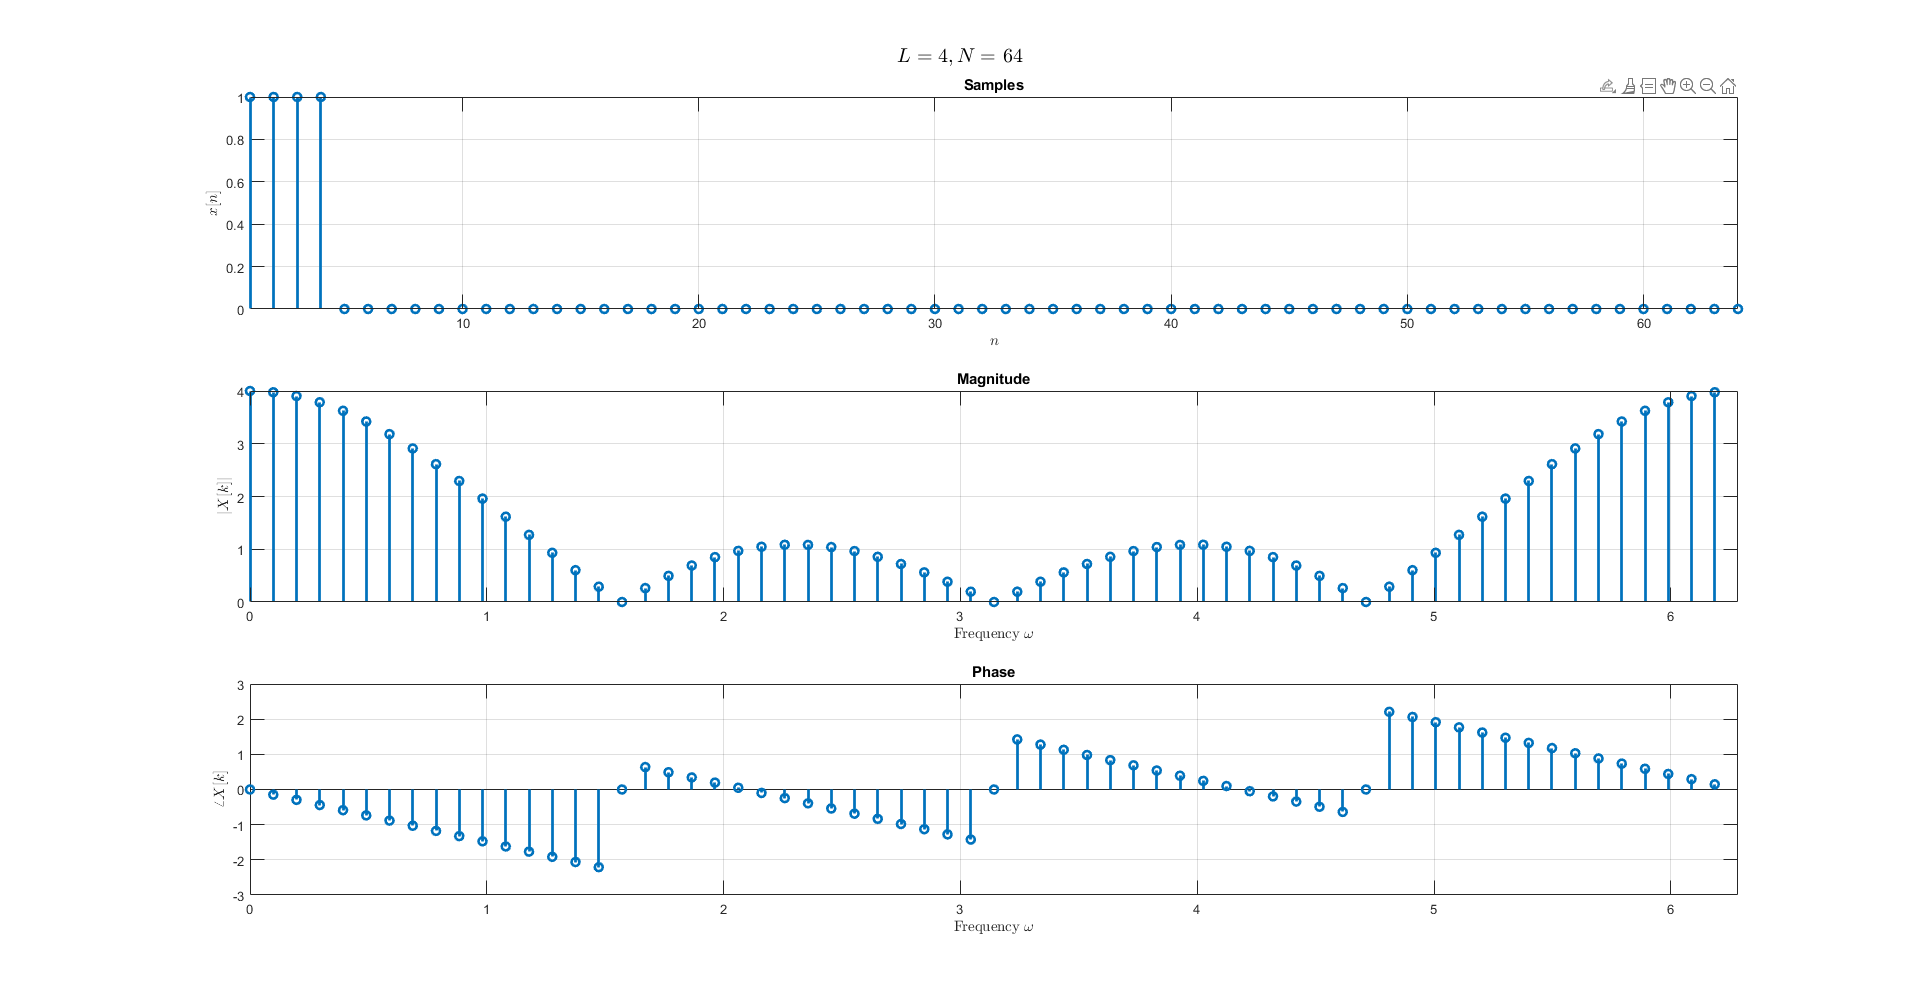 L = 4, N = 64
Samples
x[n]
1
0.8
0.6
0.4
0.2
0
10 20 30 40 50 60
n
Magnitude
|X[k]|
4
3
2
1
0
0 1 2 3 4 5 6
Frequency ω
Phase
∠X[k]
3
2
1
0
-1
-2
-3
0 1 2 3 4 5 6
Frequency ω